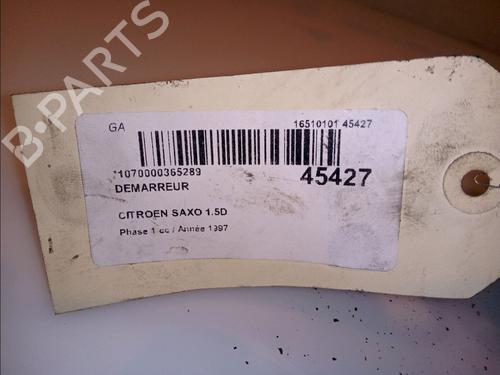 B-PARTS
GA
16510101 45427
*1070000365289
45427
DEMARREUR
CITROEN SAXO 1.5D
Phase 1 cc / Année 1997